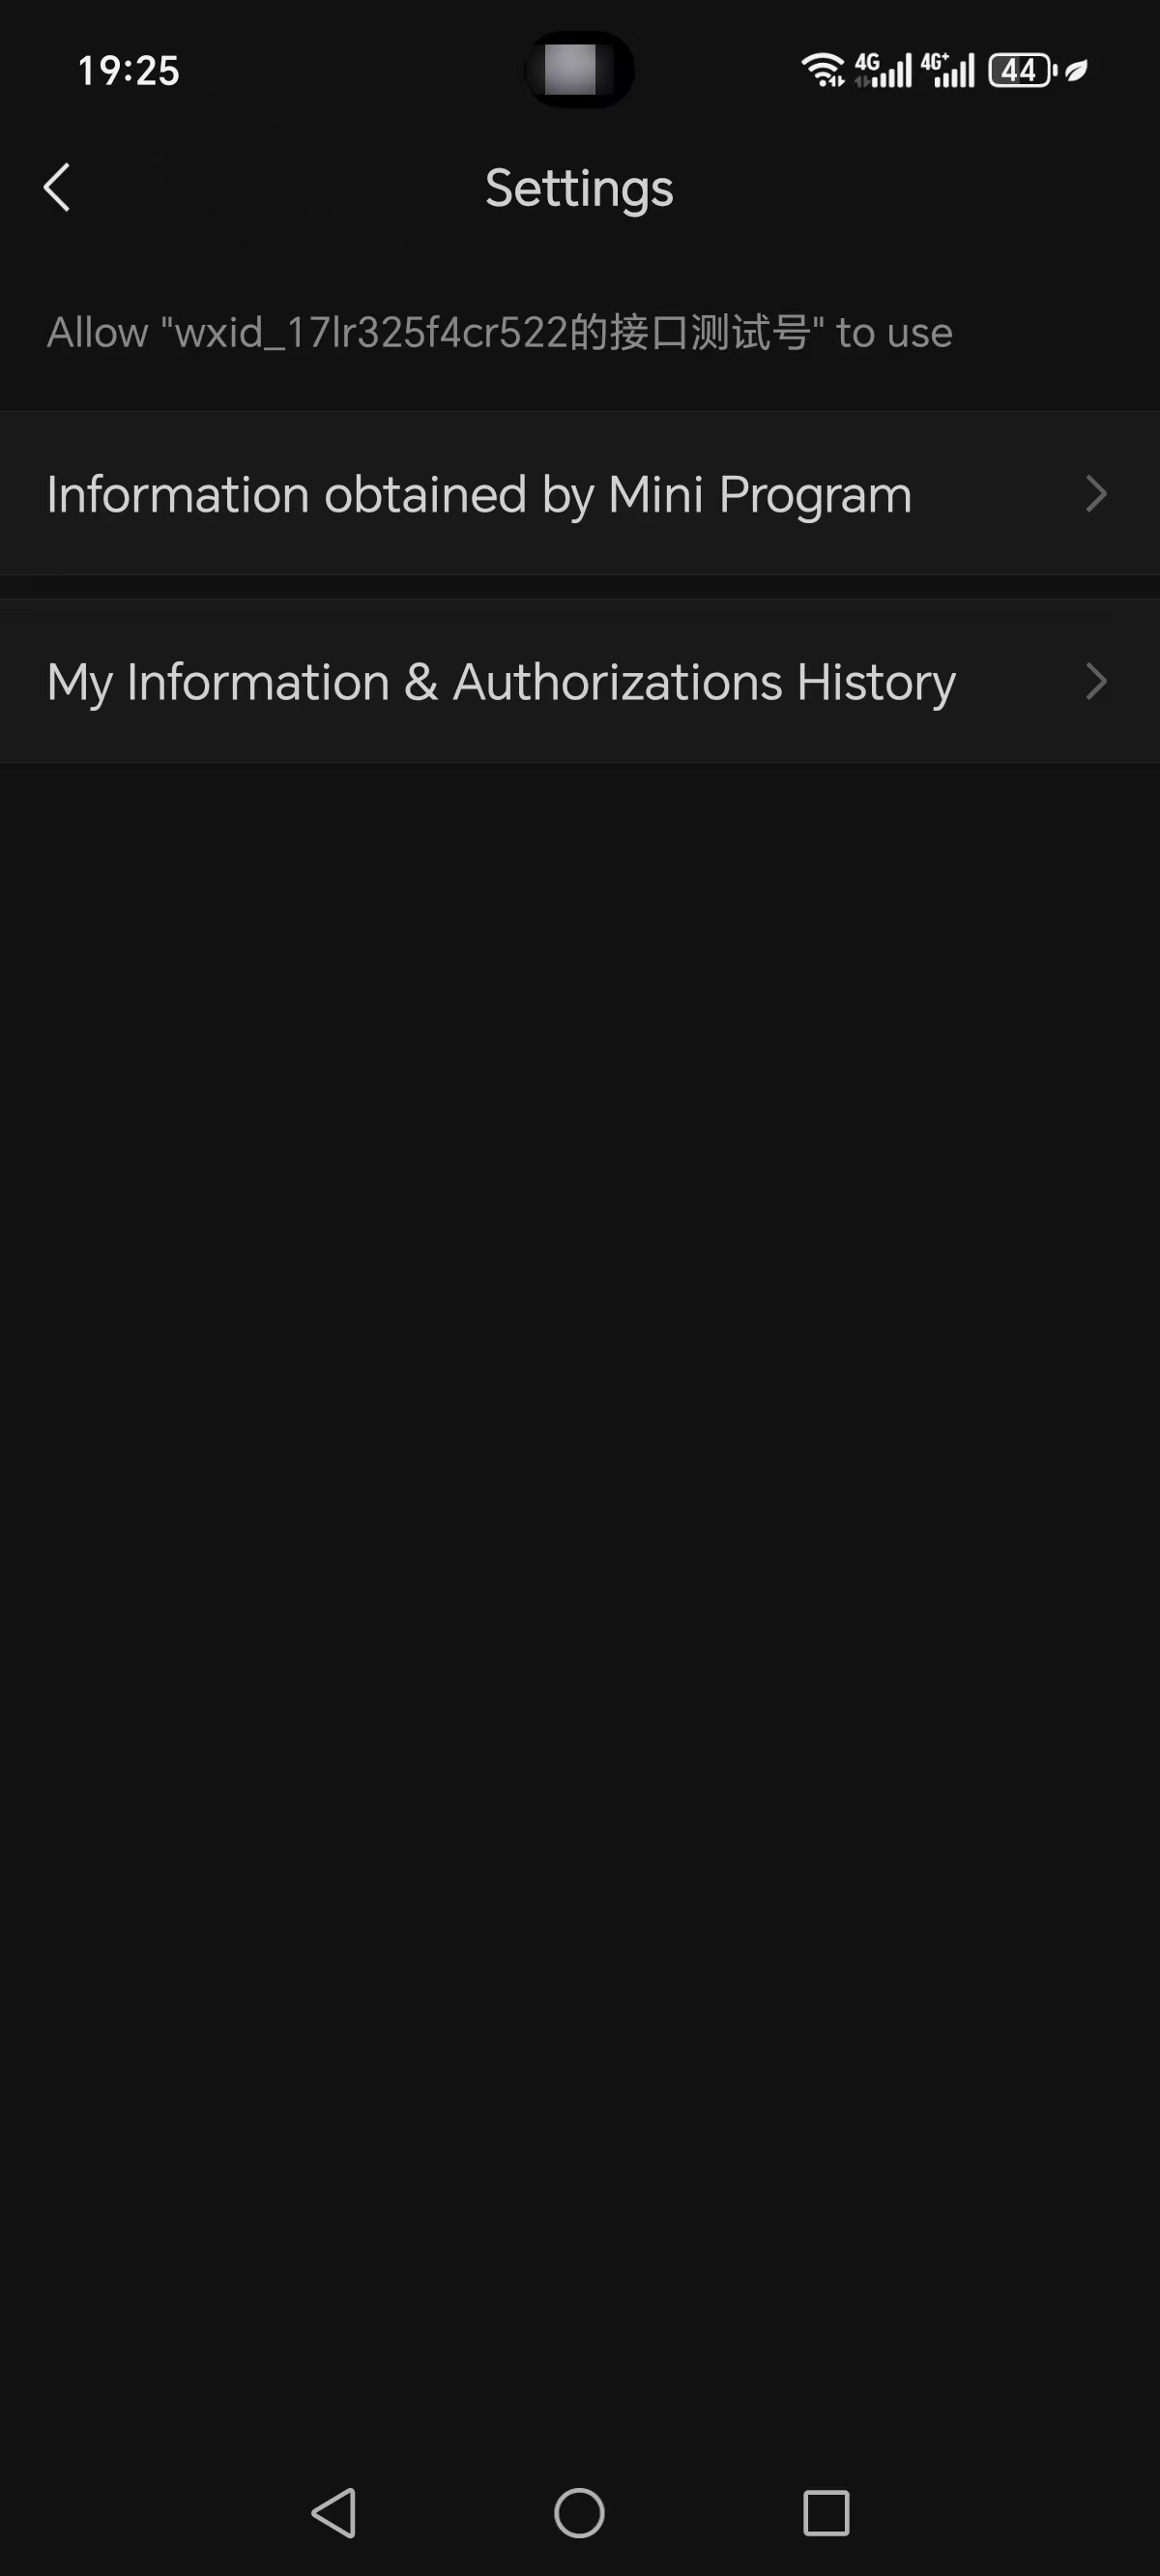 19:25
4G 4G+ 44
Settings
Allow "wxid_17lr325f4cr522的接口测试号" to use
Information obtained by Mini Program
My Information & Authorizations History